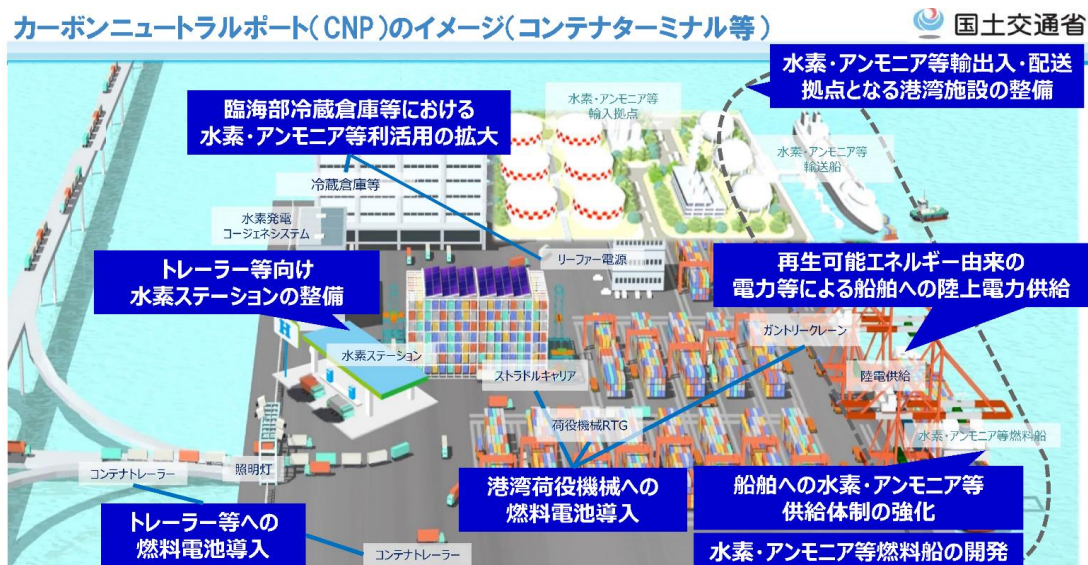 カーボンニュートラルポート(CNP)のイメージ(コンテナターミナル等)
国土交通省
水素・アンモニア等輸出入・配送
拠点となる港湾施設の整備
臨海部冷蔵倉庫等における
水素・アンモニア等利活用の拡大
水素・アンモニア等
輸入拠点
水素・アンモニア等
輸送船
冷蔵倉庫等
水素発電
コージェネシステム
リーファー電源
トレーラー等向け
水素ステーションの整備
再生可能エネルギー由来の
電力等による船舶への陸上電力供給
H
水素ステーション
ガントリークレーン
ストラドルキャリア
陸電供給
荷役機械RTG
水素・アンモニア等燃料船
コンテナトレーラー
照明灯
港湾荷役機械への
燃料電池導入
船舶への水素・アンモニア等
供給体制の強化
トレーラー等への
燃料電池導入
コンテナトレーラー
水素・アンモニア等燃料船の開発